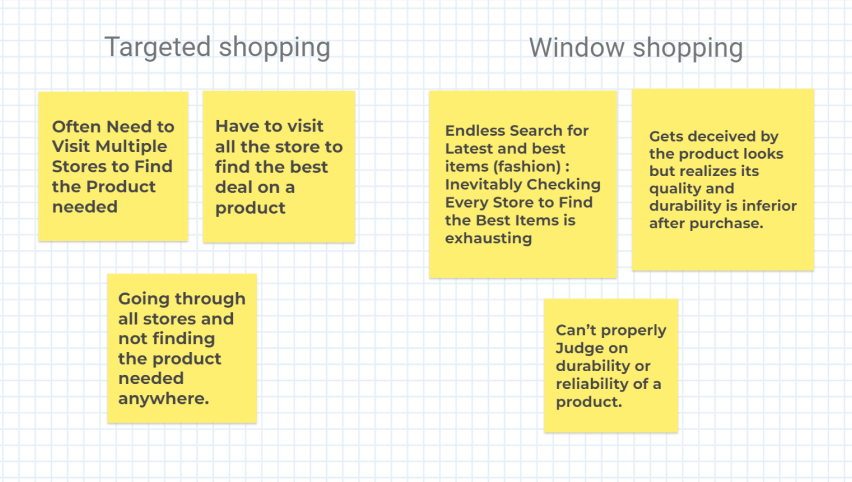 Targeted shopping
Often Need to
Visit Multiple
Stores to Find
the Product
needed
Have to visit
all the store to
find the best
deal on a
product
Going through
all stores and
not finding
the product
needed
anywhere.
Window shopping
Endless Search for
Latest and best
items (fashion) :
Inevitably Checking
Every Store to Find
the Best Items is
exhausting
Gets deceived by
the product looks
but realizes its
quality and
durability is inferior
after purchase.
Can’t properly
Judge on
durability or
reliability of a
product.